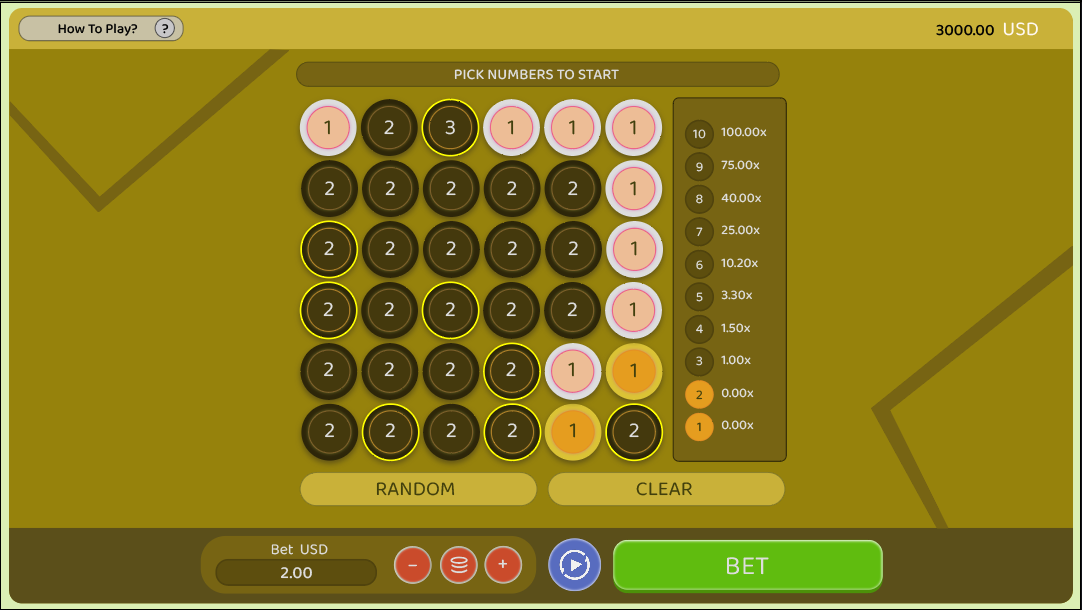 How To Play? ?
3000.00 USD
PICK NUMBERS TO START
1 2 3 1 1 1
2 2 2 2 2 1
2 2 2 2 2 1
2 2 2 2 2 1
2 2 2 2 1 1
2 2 2 2 1 2
10 100.00x
9 75.00x
8 40.00x
7 25.00x
6 10.20x
5 3.30x
4 1.50x
3 1.00x
2 0.00x
1 0.00x
RANDOM
CLEAR
Bet USD
2.00
- +
BET